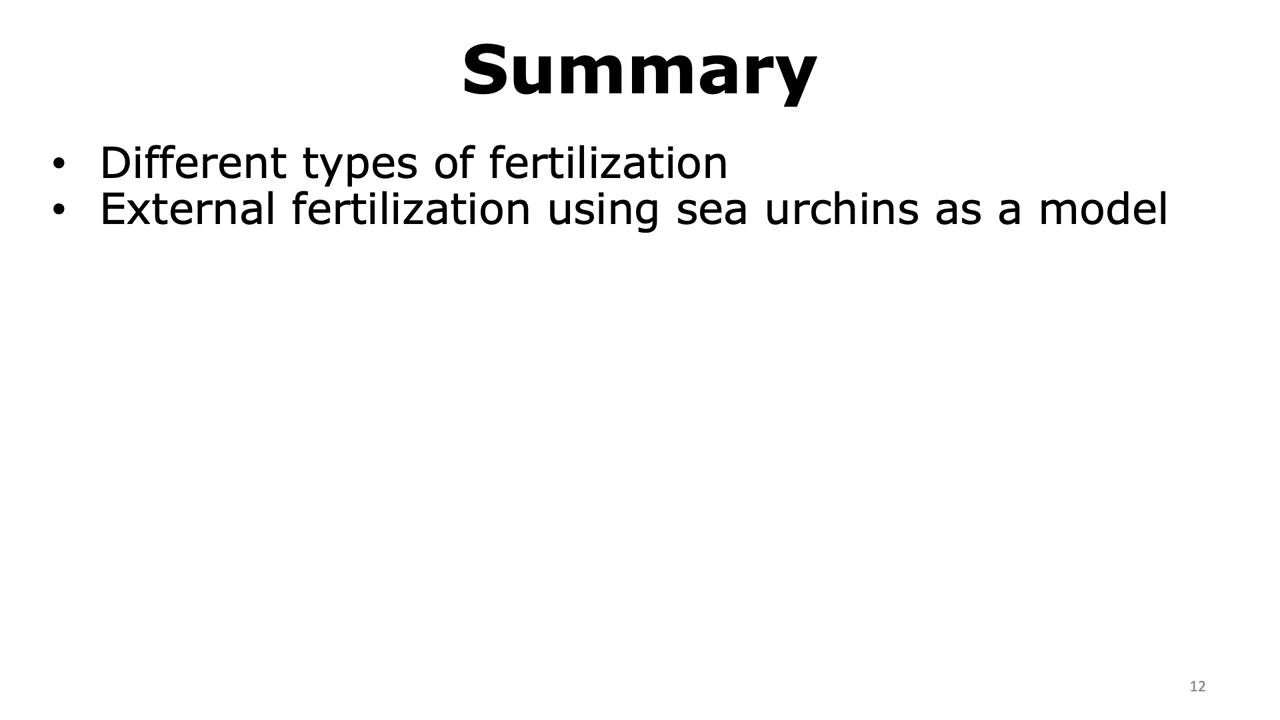 Summary
• Different types of fertilization
• External fertilization using sea urchins as a model
12